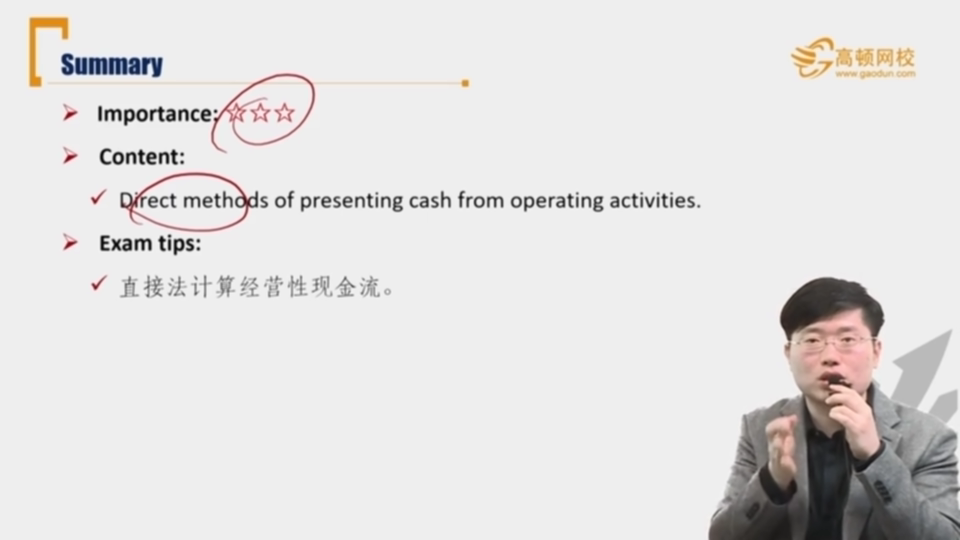 Summary
高顿网校
www.gaodun.com
Importance: ☆☆☆
Content:
Direct methods of presenting cash from operating activities.
Exam tips:
直接法计算经营性现金流。